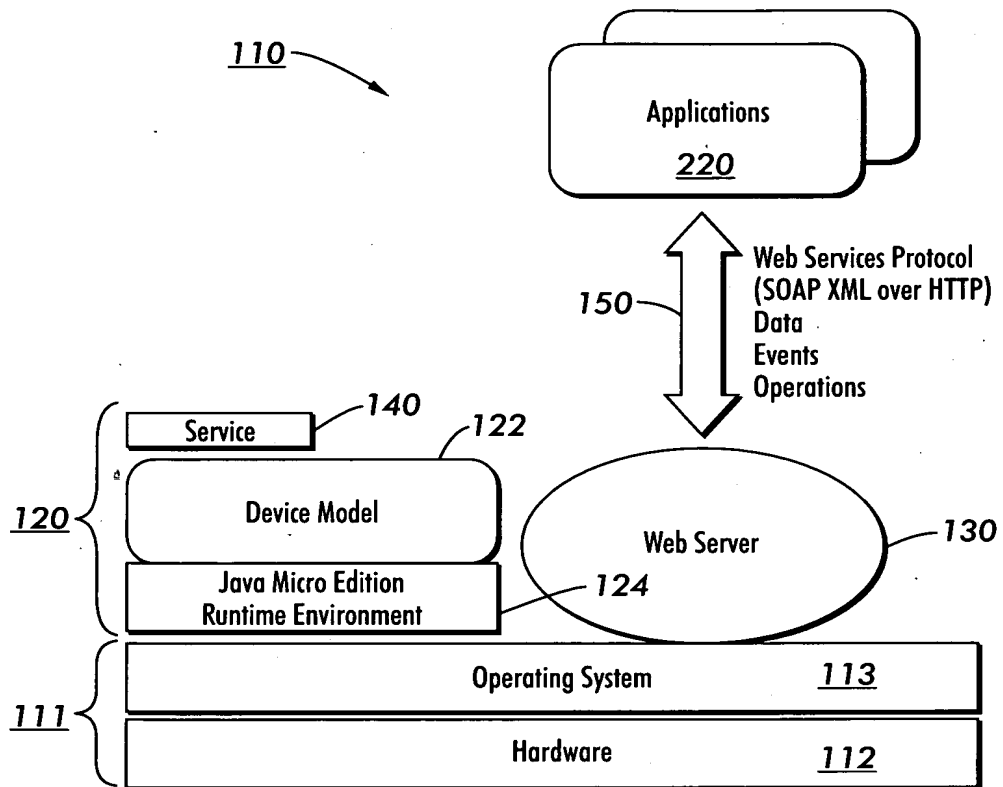 110
Applications
220
150
Web Services Protocol
(SOAP XML over HTTP)
Data
Events
Operations
140
Service
122
120
Device Model
Web Server
130
Java Micro Edition
Runtime Environment
124
Operating System
113
111
Hardware
112